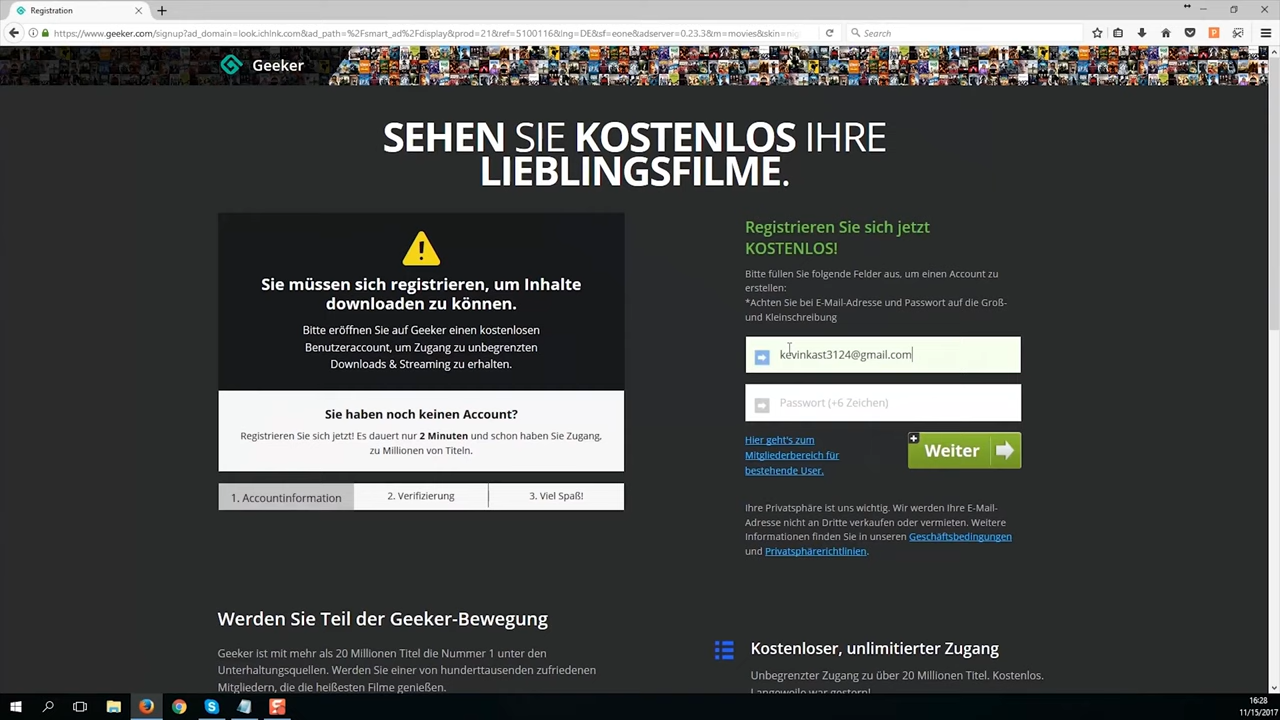 Registration
https://www.geeker.com/signup?ad_domain=look.ichlnk.com&ad_path=%2Fsmart_ad%2Fdisplay&prod=21&ref=5100116&lng=DE&sf=eone&adserver=0.23.3&m=movies&skin=ni
Search
Geeker
SEHEN SIE KOSTENLOS IHRE
LIEBLINGSFILME.
Sie müssen sich registrieren, um Inhalte
downloaden zu können.
Bitte eröffnen Sie auf Geeker einen kostenlosen
Benutzeraccount, um Zugang zu unbegrenzten
Downloads & Streaming zu erhalten.
Sie haben noch keinen Account?
Registrieren Sie sich jetzt! Es dauert nur 2 Minuten und schon haben Sie Zugang,
zu Millionen von Titeln.
1. Accountinformation
2. Verifizierung
3. Viel Spaß!
Registrieren Sie sich jetzt
KOSTENLOS!
Bitte füllen Sie folgende Felder aus, um einen Account zu
erstellen:
*Achten Sie bei E-Mail-Adresse und Passwort auf die Groß-
und Kleinschreibung
kevinkast3124@gmail.com
Passwort (+6 Zeichen)
Hier geht's zum
Mitgliederbereich für
bestehende User.
Weiter
Ihre Privatsphäre ist uns wichtig. Wir werden Ihre E-Mail-
Adresse nicht an Dritte verkaufen oder vermieten. Weitere
Informationen finden Sie in unseren Geschäftsbedingungen
und Privatsphärerichtlinien.
Werden Sie Teil der Geeker-Bewegung
Geeker ist mit mehr als 20 Millionen Titel die Nummer 1 unter den
Unterhaltungsquellen. Werden Sie einer von hunderttausenden zufriedenen
Mitgliedern, die die heißesten Filme genießen.
Kostenloser, unlimitierter Zugang
Unbegrenzter Zugang zu über 20 Millionen Titel. Kostenlos.
Langeweile war gestern!
16:28
11/15/2017